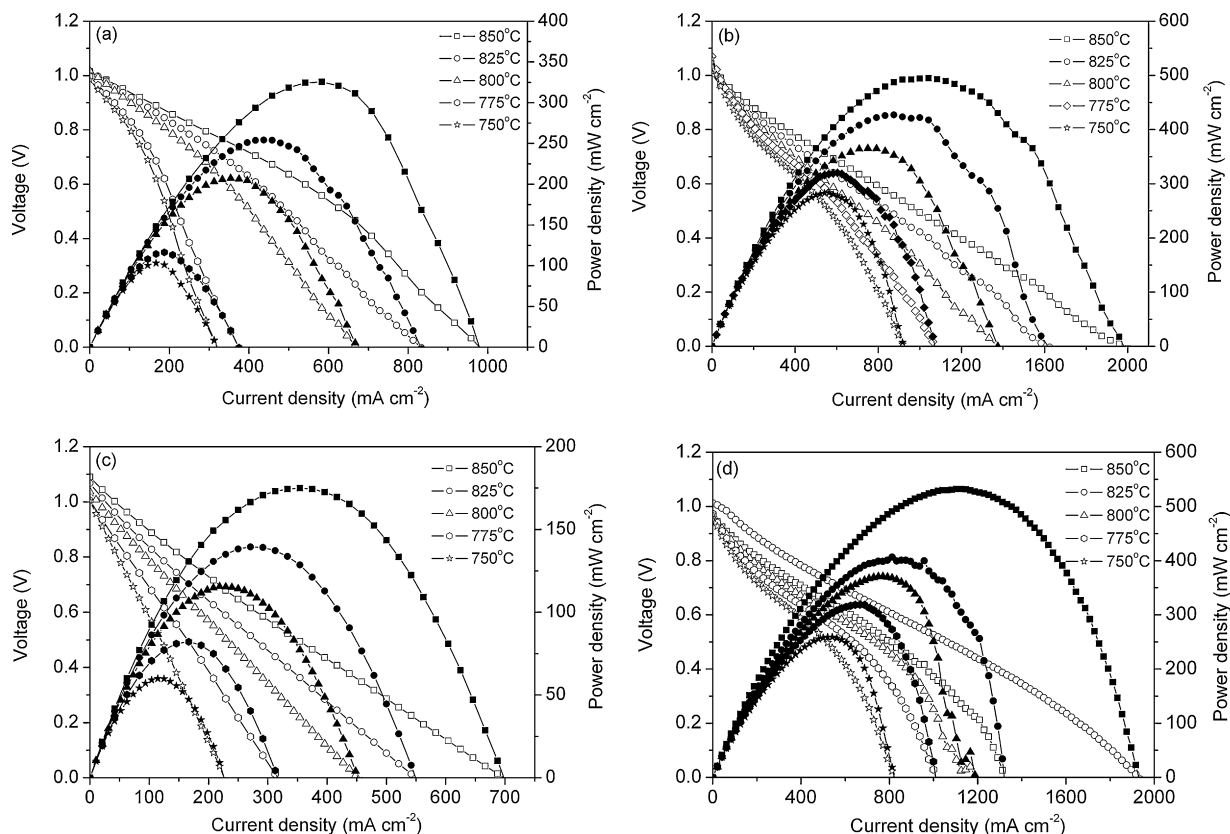 (a)
850°C
825°C
800°C
775°C
750°C
1.2
1.0
0.8
0.6
0.4
0.2
0.0
Voltage (V)
400
350
300
250
200
150
100
50
0
Power density (mW cm-2)
0 200 400 600 800 1000
Current density (mA cm-2)
(b)
850°C
825°C
800°C
775°C
750°C
1.2
1.0
0.8
0.6
0.4
0.2
0.0
Voltage (V)
600
500
400
300
200
100
0
Power density (mW cm-2)
0 400 800 1200 1600 2000
Current density (mA cm-2)
(c)
850°C
825°C
800°C
775°C
750°C
1.2
1.0
0.8
0.6
0.4
0.2
0.0
Voltage (V)
200
150
100
50
0
Power density (mW cm-2)
0 100 200 300 400 500 600 700
Current density (mA cm-2)
(d)
850°C
825°C
800°C
775°C
750°C
1.2
1.0
0.8
0.6
0.4
0.2
0.0
Voltage (V)
600
500
400
300
200
100
0
Power density (mW cm-2)
0 400 800 1200 1600 2000
Current density (mA cm-2)